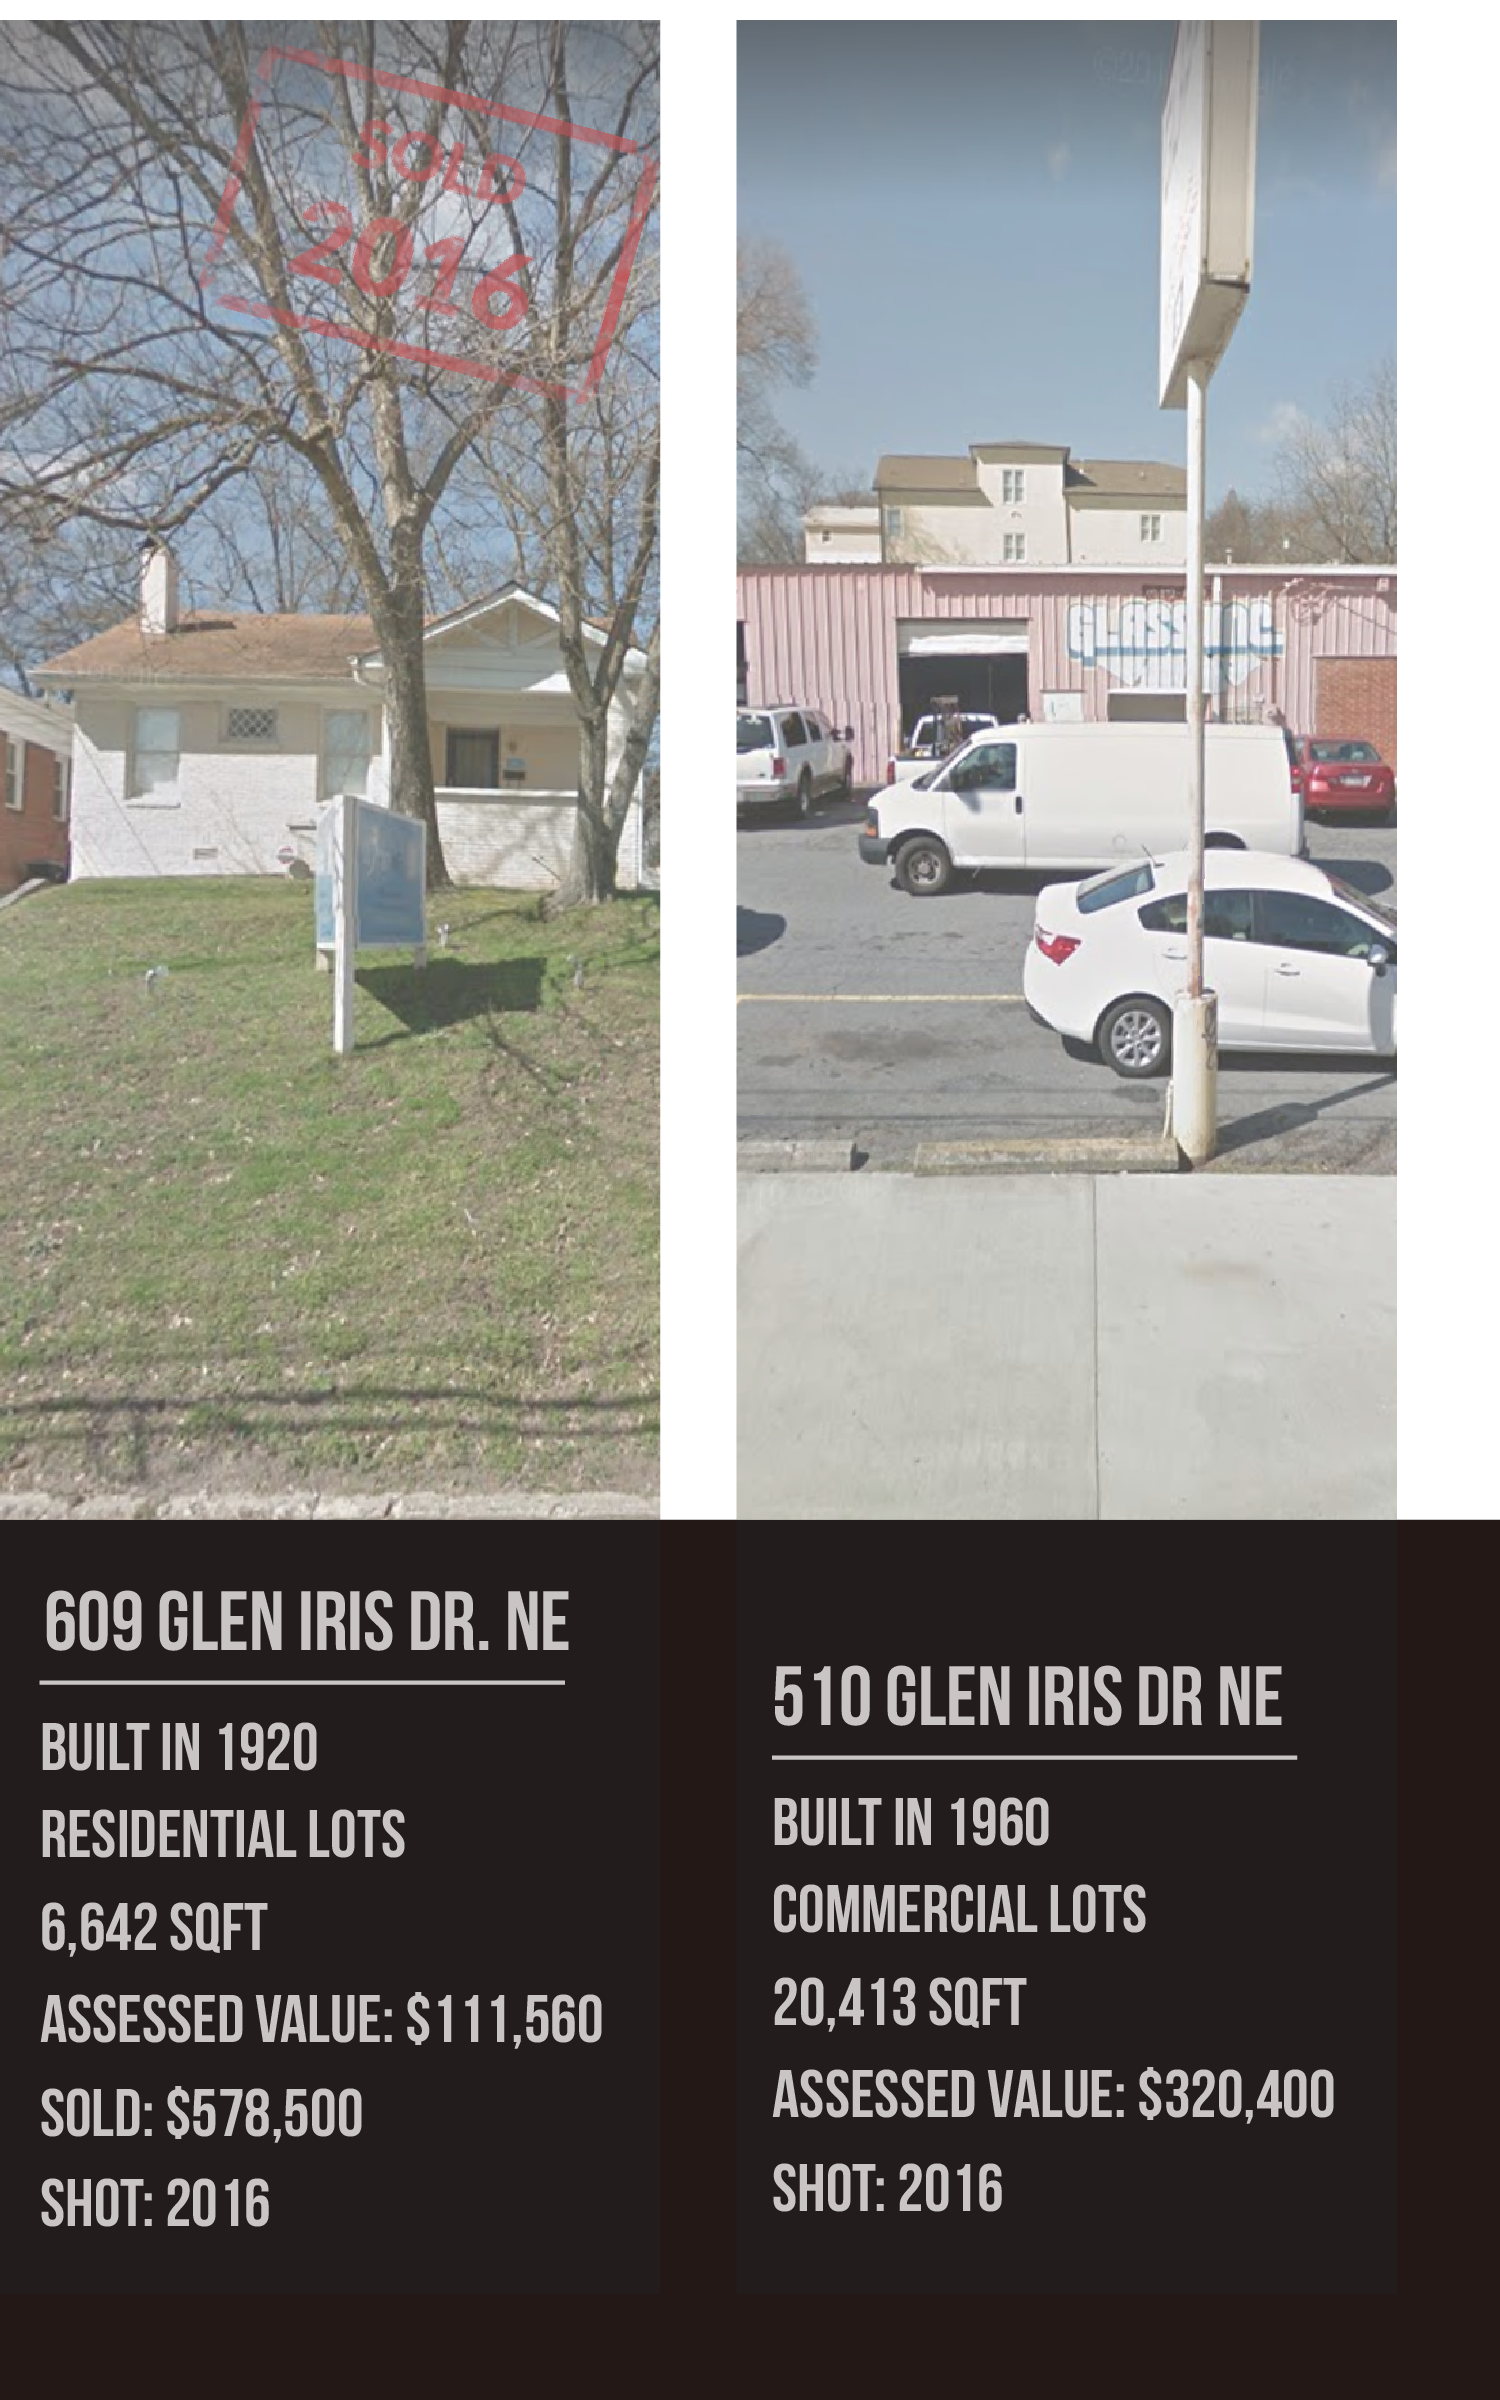 SOLD
2016
GLASS INC
609 GLEN IRIS DR. NE
BUILT IN 1920
RESIDENTIAL LOTS
6,642 SQFT
ASSESSED VALUE: $111,560
SOLD: $578,500
SHOT: 2016
510 GLEN IRIS DR NE
BUILT IN 1960
COMMERCIAL LOTS
20,413 SQFT
ASSESSED VALUE: $320,400
SHOT: 2016